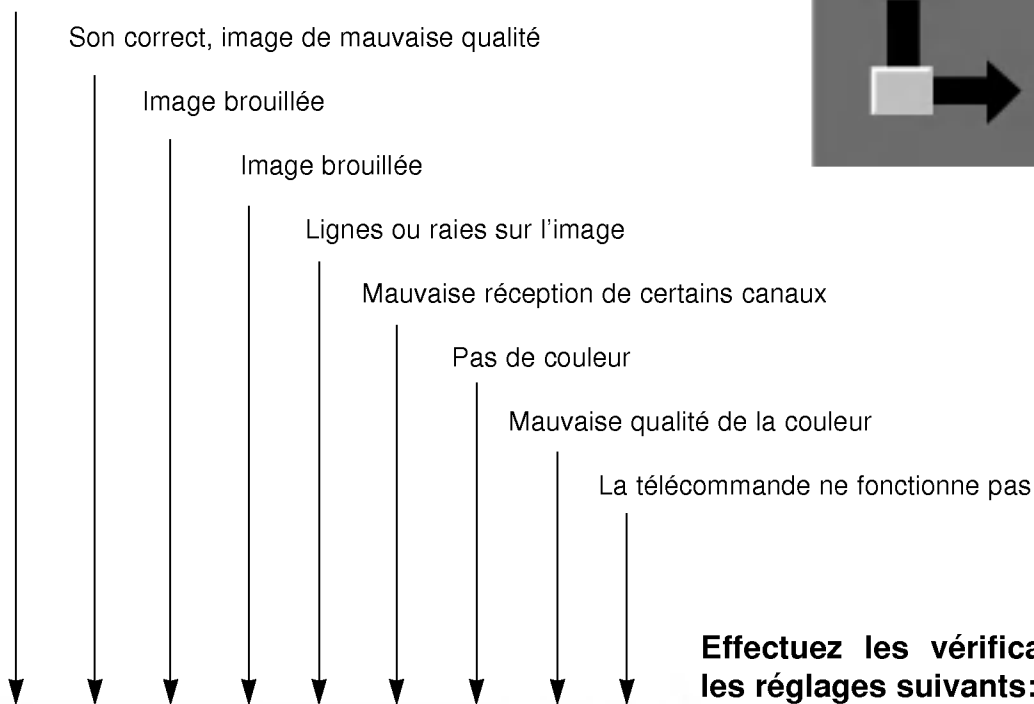 Son correct, image de mauvaise qualité
Image brouillée
Image brouillée
Lignes ou raies sur l'image
Mauvaise réception de certains canaux
Pas de couleur
Mauvaise qualité de la couleur
La télécommande ne fonctionne pas
Effectuez les vérifica
les réglages suivants: